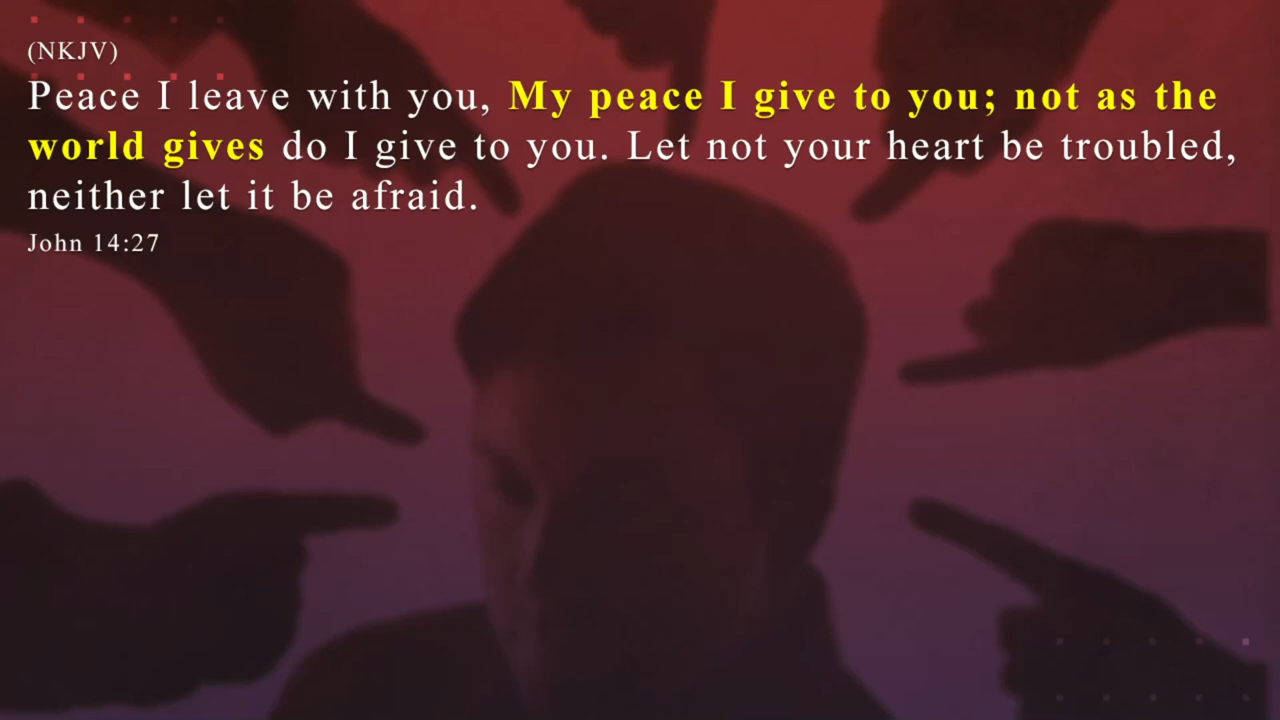 (NKJV)
Peace I leave with you, My peace I give to you; not as the
world gives do I give to you. Let not your heart be troubled,
neither let it be afraid.
John 14:27